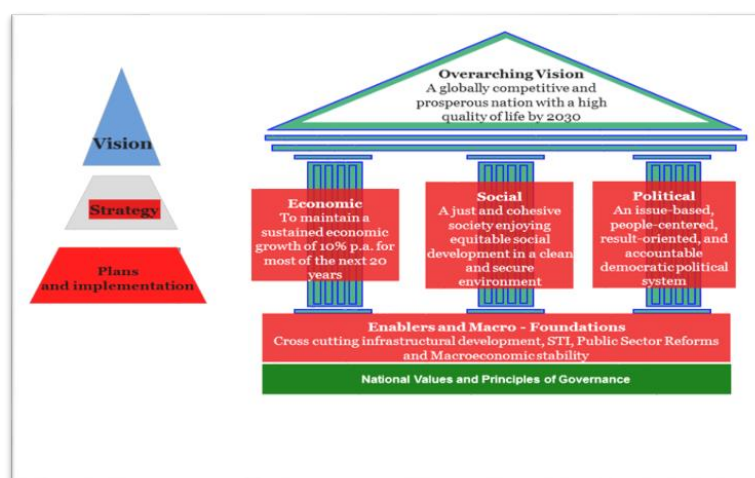 Vision
Strategy
Plans
and implementation
Overarching Vision
A globally competitive and
prosperous nation with a high
quality of life by 2030
Economic
To maintain a
sustained economic
growth of 10% p.a. for
most of the next 20
years
Social
A just and cohesive
society enjoying
equitable social
development in a clean
and secure
environment
Political
An issue-based,
people-centered,
result-oriented, and
accountable
democratic political
system
Enablers and Macro - Foundations
Cross cutting infrastructural development, STI, Public Sector Reforms
and Macroeconomic stability
National Values and Principles of Governance